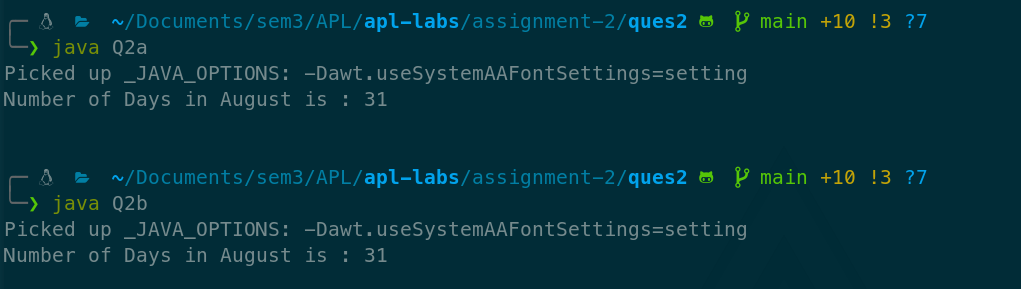 ~/Documents/sem3/APL/apl-labs/assignment-2/ques2 main +10 !3 ?7
❯ java Q2a
Picked up _JAVA_OPTIONS: -Dawt.useSystemAAFontSettings=setting
Number of Days in August is : 31
~/Documents/sem3/APL/apl-labs/assignment-2/ques2 main +10 !3 ?7
❯ java Q2b
Picked up _JAVA_OPTIONS: -Dawt.useSystemAAFontSettings=setting
Number of Days in August is : 31